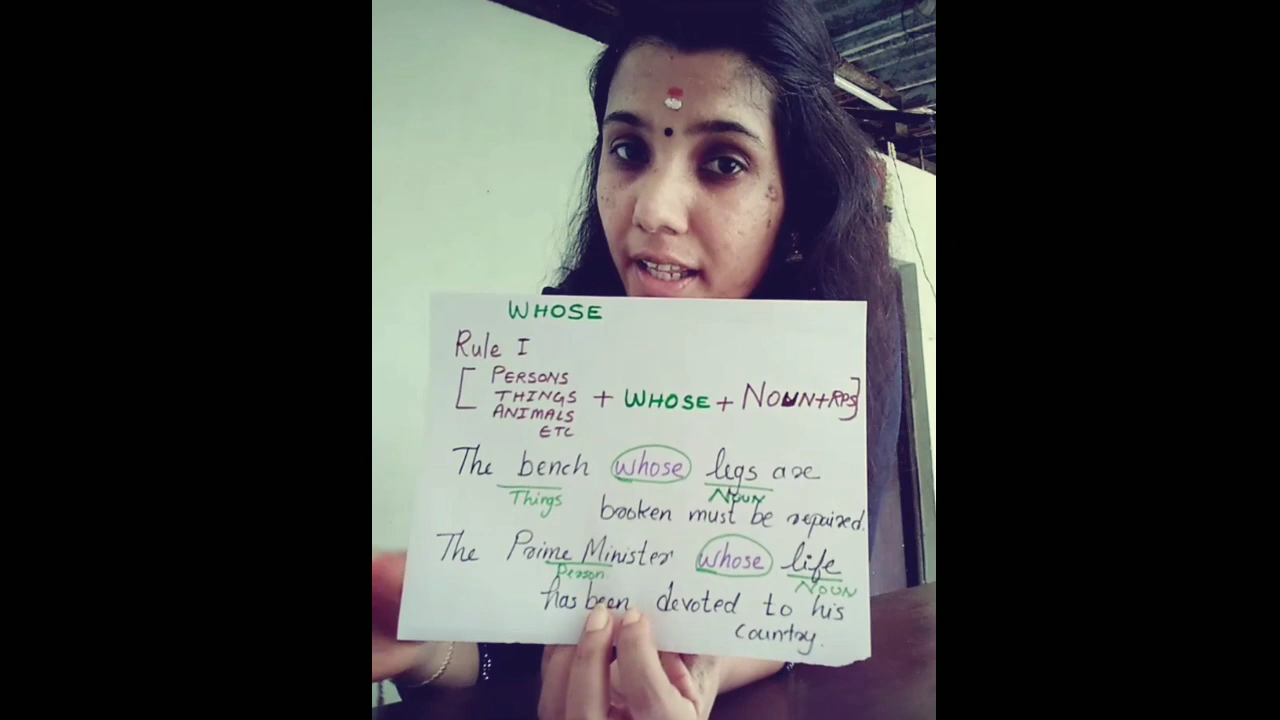 WHOSE
Rule I
[ PERSONS
THINGS + WHOSE + NOUN+RPS]
ANIMALS
ETC
The bench whose legs are
Things NOUN
broken must be repaired.
The Prime Minister whose life
Person NOUN
has been devoted to his
country.